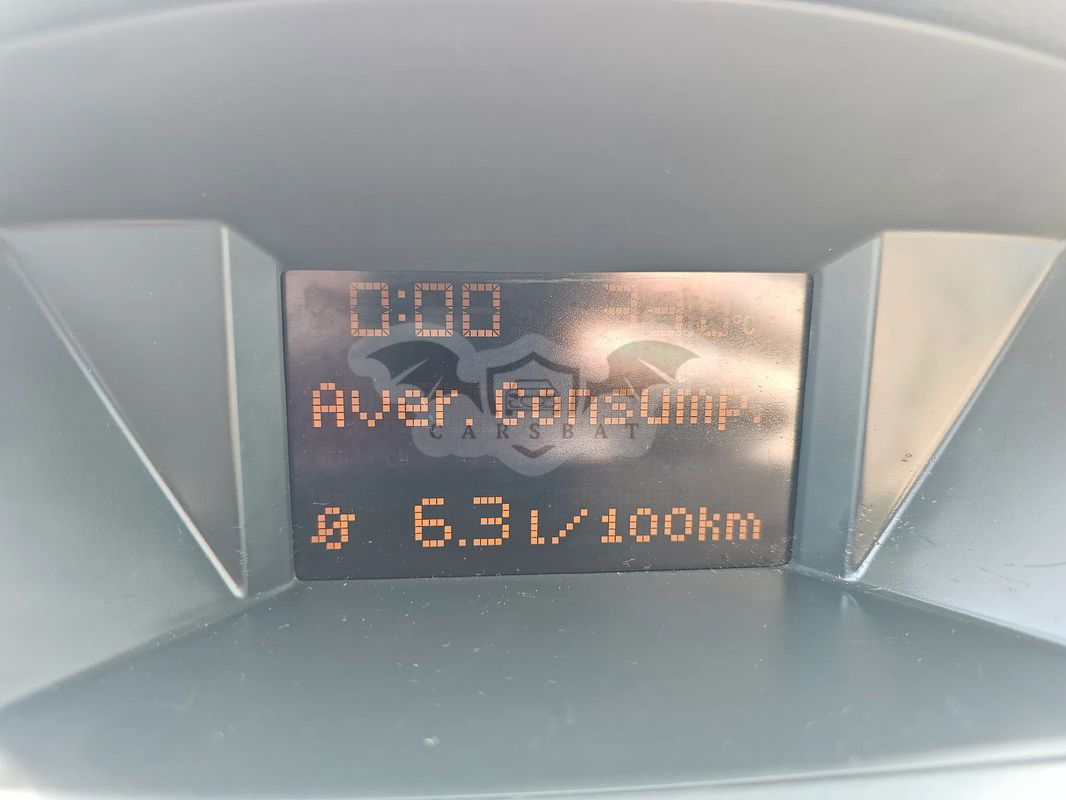 0:00
Aver.Consump.
CARSBAT
Ø 6.3 l/100km